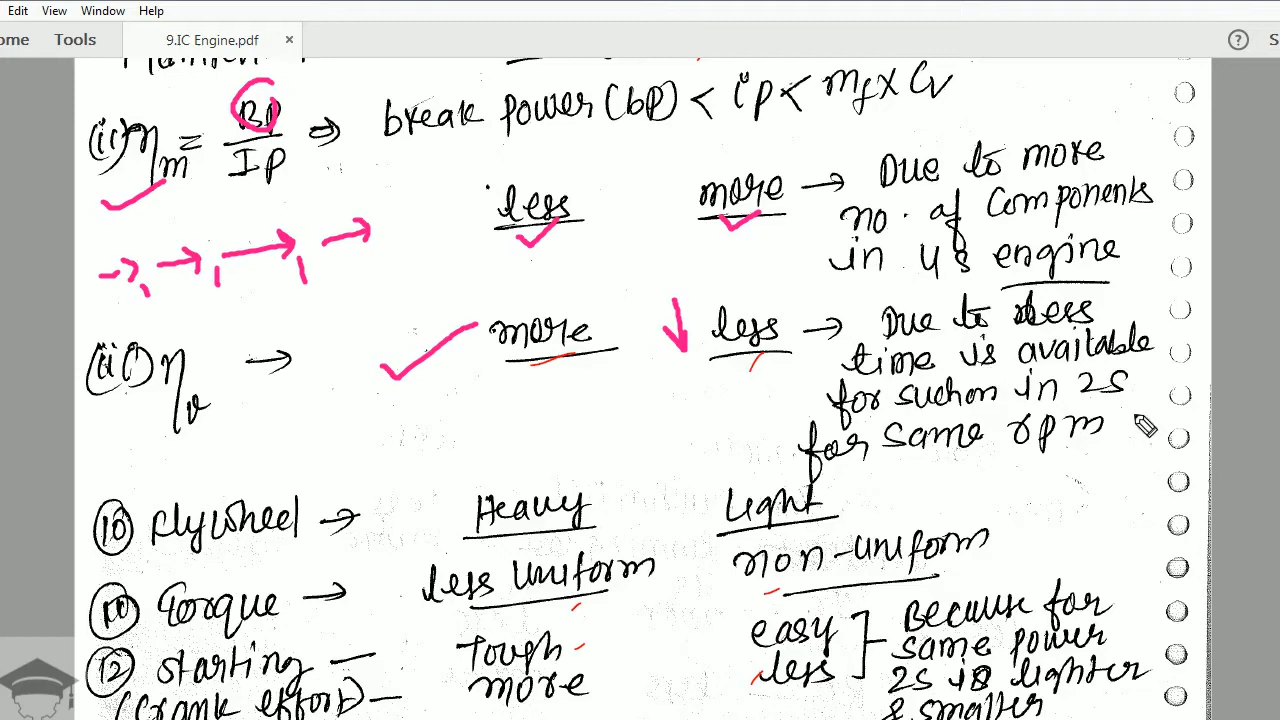 Edit View Window Help
ome Tools 9.IC Engine.pdf × ? S
(ii) ηm = BP/IP ⇒ break power (bp) < ip < mf × Cv
less more → Due to more
no. of Components
in 4s engine
(iii) ηv → more less → Due to less
time is available
for suction in 2s
for same rpm
(10) Flywheel → Heavy Light
(11) Torque → less Uniform non-uniform
(12) starting — Tough easy Because for
(crank effort) — more less same power
2s is lighter
& smaller